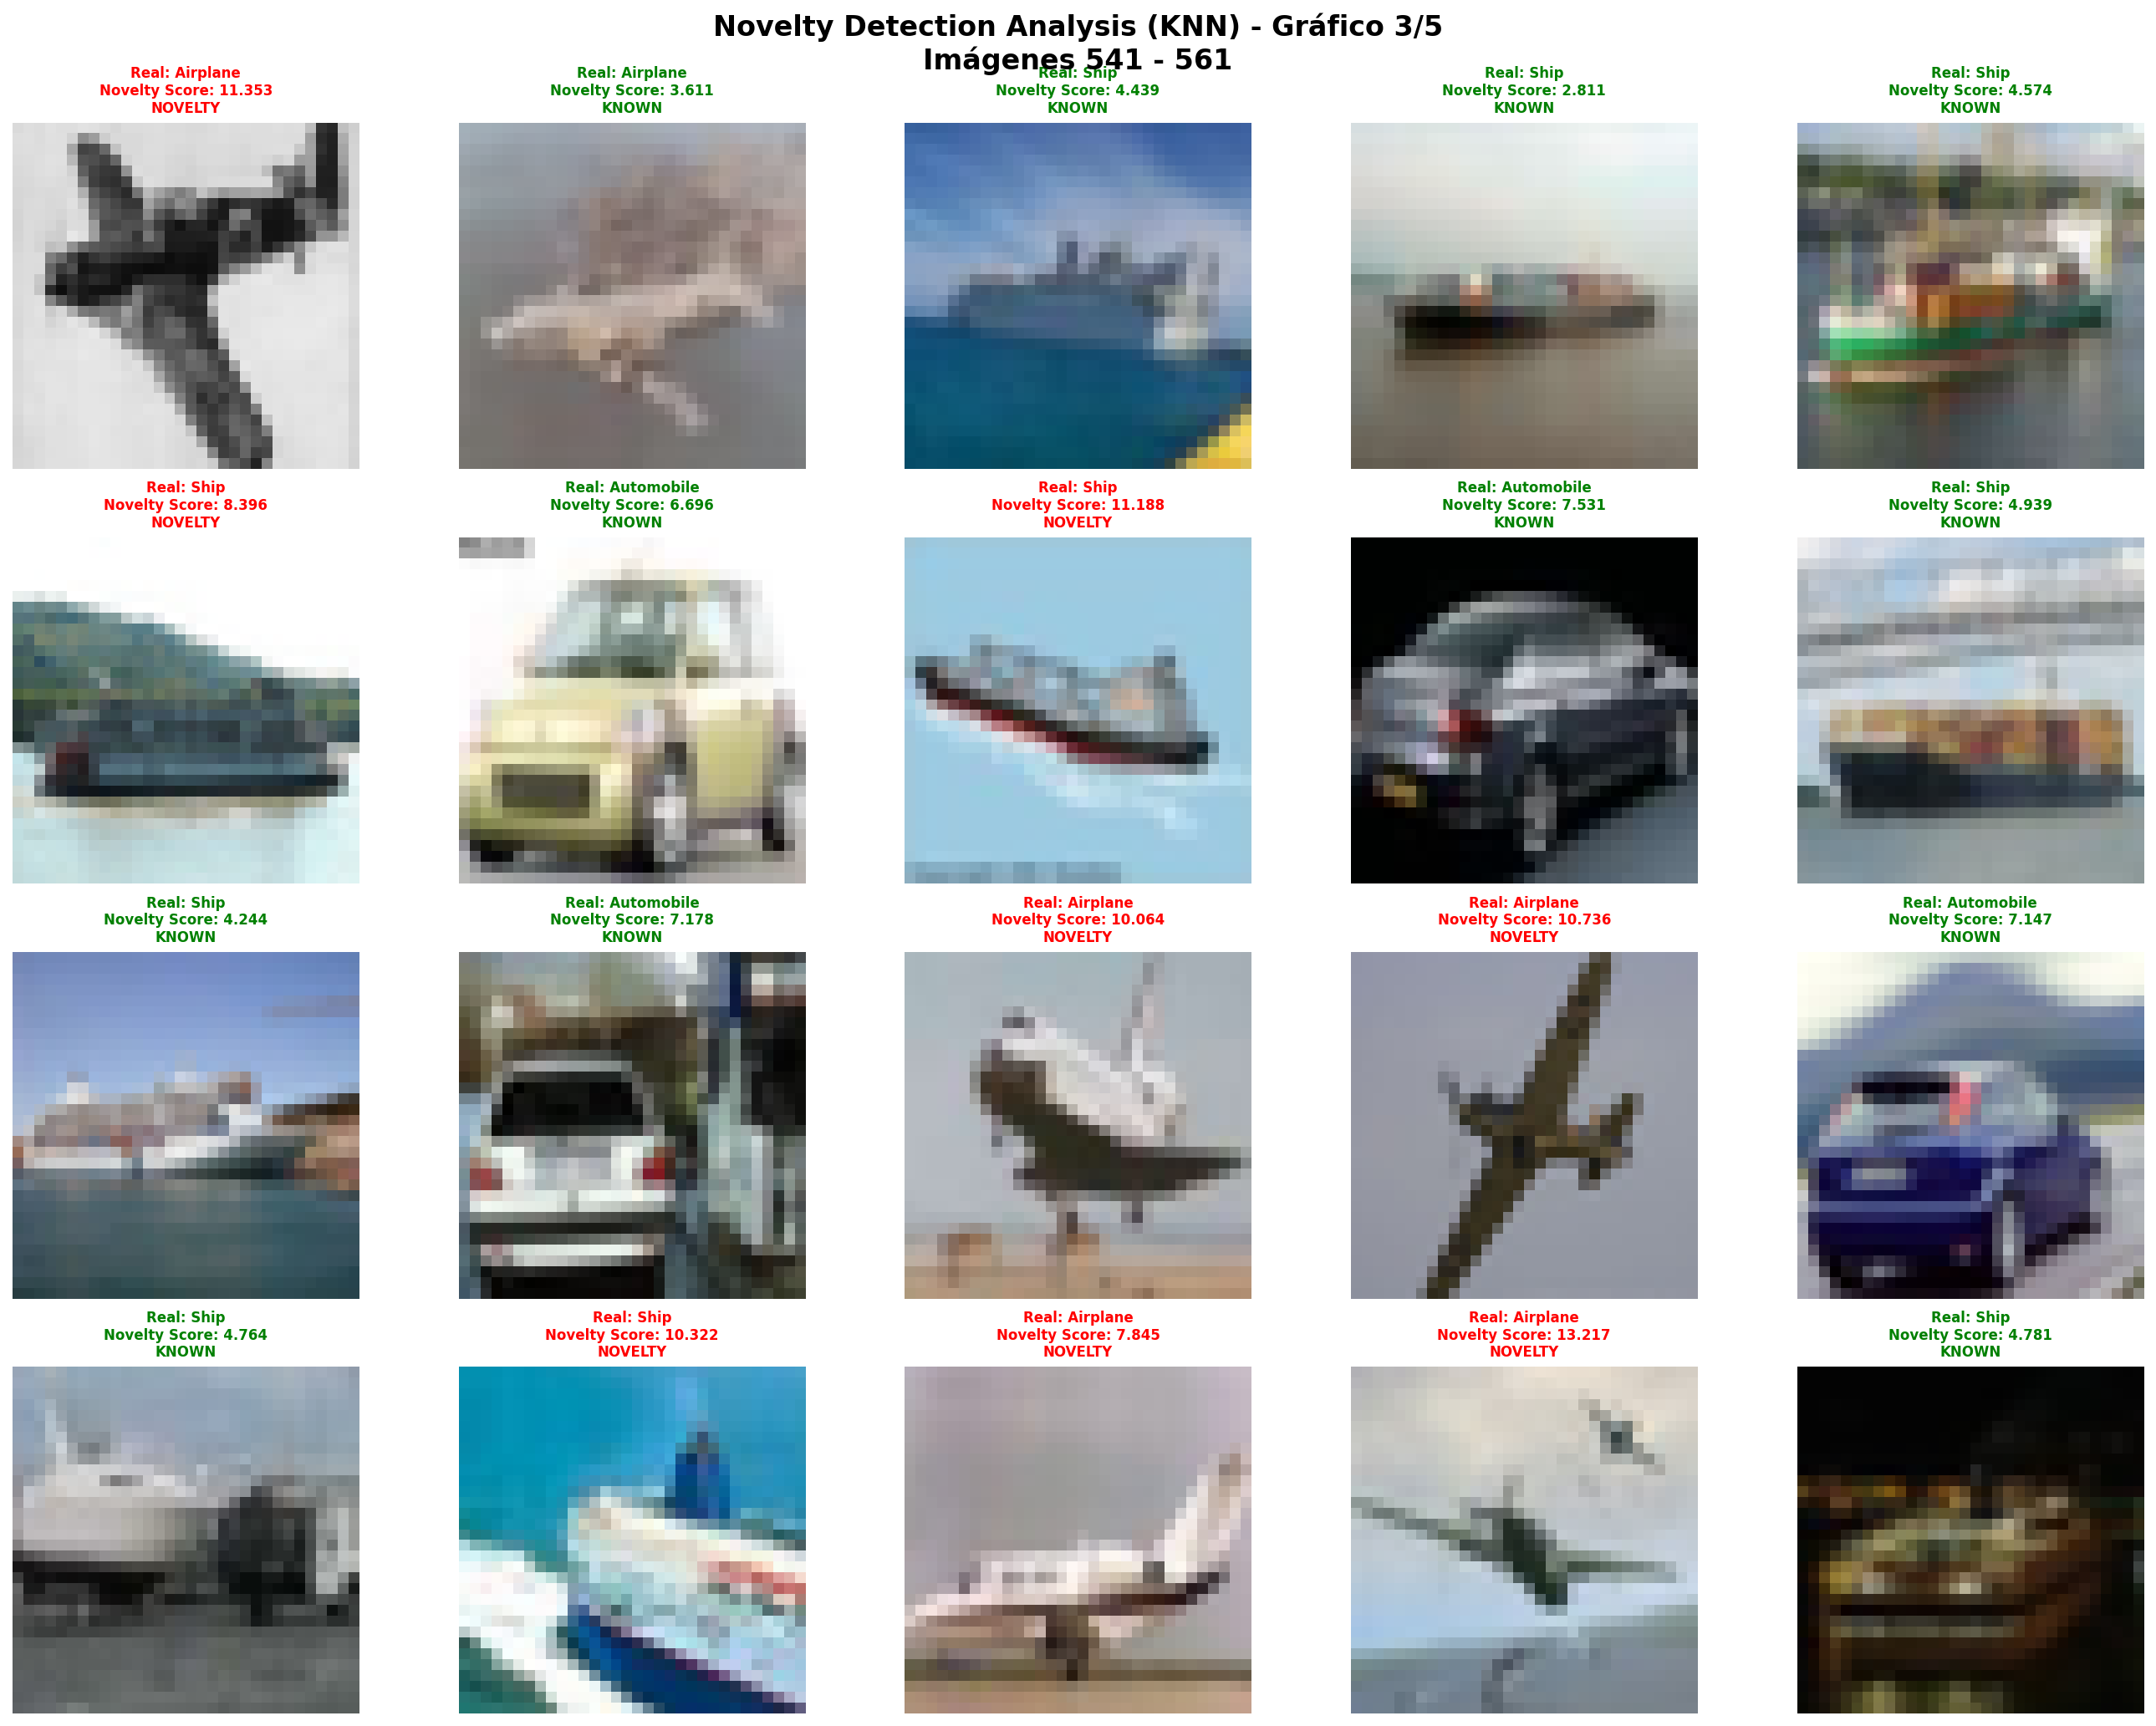 Novelty Detection Analysis (KNN) - Gráfico 3/5
Imágenes 541 - 561
Real: Airplane
Novelty Score: 11.353
NOVELTY
Real: Airplane
Novelty Score: 3.611
KNOWN
Real: Ship
Novelty Score: 4.439
KNOWN
Real: Ship
Novelty Score: 2.811
KNOWN
Real: Ship
Novelty Score: 4.574
KNOWN
Real: Ship
Novelty Score: 8.396
NOVELTY
Real: Automobile
Novelty Score: 6.696
KNOWN
Real: Ship
Novelty Score: 11.188
NOVELTY
Real: Automobile
Novelty Score: 7.531
KNOWN
Real: Ship
Novelty Score: 4.939
KNOWN
Real: Ship
Novelty Score: 4.244
KNOWN
Real: Automobile
Novelty Score: 7.178
KNOWN
Real: Airplane
Novelty Score: 10.064
NOVELTY
Real: Airplane
Novelty Score: 10.736
NOVELTY
Real: Automobile
Novelty Score: 7.147
KNOWN
Real: Ship
Novelty Score: 4.764
KNOWN
Real: Ship
Novelty Score: 10.322
NOVELTY
Real: Airplane
Novelty Score: 7.845
NOVELTY
Real: Airplane
Novelty Score: 13.217
NOVELTY
Real: Ship
Novelty Score: 4.781
KNOWN